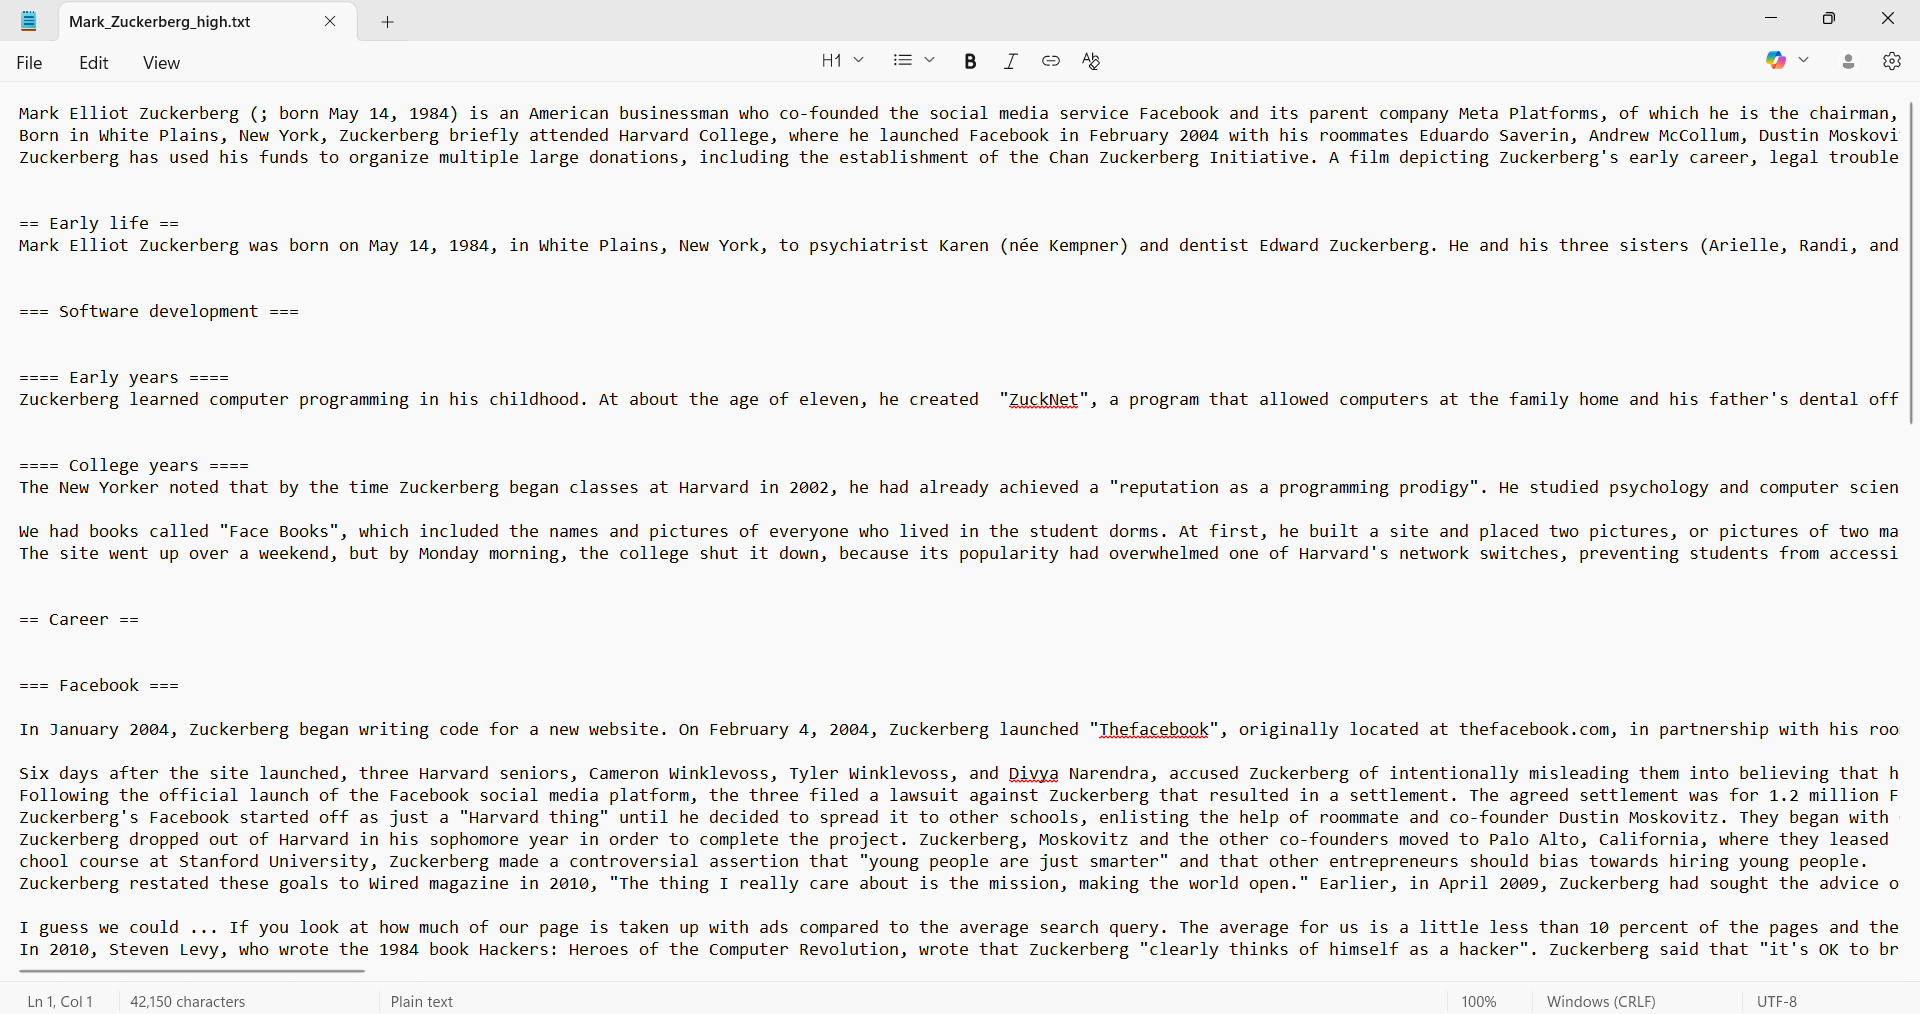 Mark_Zuckerberg_high.txt
File Edit View H1
Mark Elliot Zuckerberg (; born May 14, 1984) is an American businessman who co-founded the social media service Facebook and its parent company Meta Platforms, of which he is the chairman,
Born in White Plains, New York, Zuckerberg briefly attended Harvard College, where he launched Facebook in February 2004 with his roommates Eduardo Saverin, Andrew McCollum, Dustin Moskovi
Zuckerberg has used his funds to organize multiple large donations, including the establishment of the Chan Zuckerberg Initiative. A film depicting Zuckerberg's early career, legal trouble
== Early life ==
Mark Elliot Zuckerberg was born on May 14, 1984, in White Plains, New York, to psychiatrist Karen (née Kempner) and dentist Edward Zuckerberg. He and his three sisters (Arielle, Randi, and
=== Software development ===
==== Early years ====
Zuckerberg learned computer programming in his childhood. At about the age of eleven, he created  "ZuckNet", a program that allowed computers at the family home and his father's dental off
==== College years ====
The New Yorker noted that by the time Zuckerberg began classes at Harvard in 2002, he had already achieved a "reputation as a programming prodigy". He studied psychology and computer scien
We had books called "Face Books", which included the names and pictures of everyone who lived in the student dorms. At first, he built a site and placed two pictures, or pictures of two ma
The site went up over a weekend, but by Monday morning, the college shut it down, because its popularity had overwhelmed one of Harvard's network switches, preventing students from accessi
== Career ==
=== Facebook ===
In January 2004, Zuckerberg began writing code for a new website. On February 4, 2004, Zuckerberg launched "Thefacebook", originally located at thefacebook.com, in partnership with his roo
Six days after the site launched, three Harvard seniors, Cameron Winklevoss, Tyler Winklevoss, and Divya Narendra, accused Zuckerberg of intentionally misleading them into believing that h
Following the official launch of the Facebook social media platform, the three filed a lawsuit against Zuckerberg that resulted in a settlement. The agreed settlement was for 1.2 million F
Zuckerberg's Facebook started off as just a "Harvard thing" until he decided to spread it to other schools, enlisting the help of roommate and co-founder Dustin Moskovitz. They began with
Zuckerberg dropped out of Harvard in his sophomore year in order to complete the project. Zuckerberg, Moskovitz and the other co-founders moved to Palo Alto, California, where they leased
chool course at Stanford University, Zuckerberg made a controversial assertion that "young people are just smarter" and that other entrepreneurs should bias towards hiring young people.
Zuckerberg restated these goals to Wired magazine in 2010, "The thing I really care about is the mission, making the world open." Earlier, in April 2009, Zuckerberg had sought the advice o
I guess we could ... If you look at how much of our page is taken up with ads compared to the average search query. The average for us is a little less than 10 percent of the pages and the
In 2010, Steven Levy, who wrote the 1984 book Hackers: Heroes of the Computer Revolution, wrote that Zuckerberg "clearly thinks of himself as a hacker". Zuckerberg said that "it's OK to br
Ln 1, Col 1 42,150 characters Plain text 100% Windows (CRLF) UTF-8